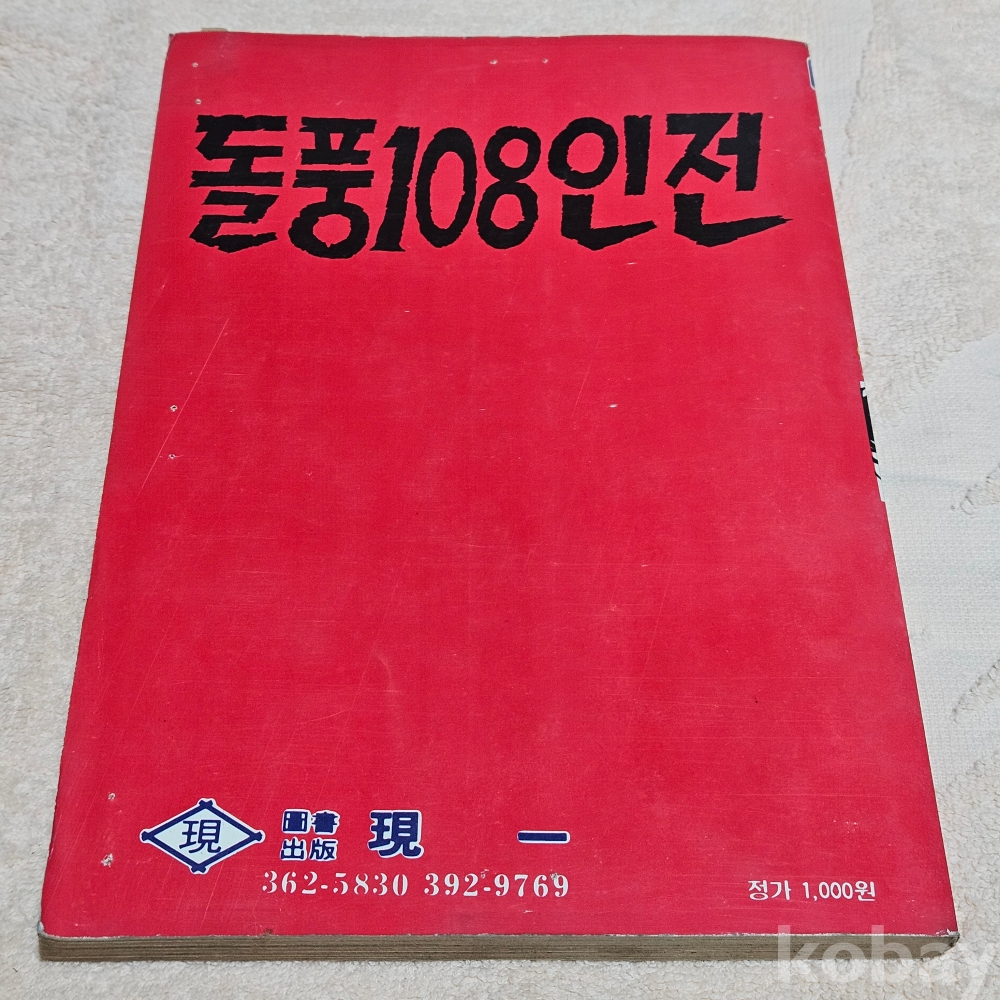 돌풍108인전
現
圖書
出版
現 一
362-5830 392-9769
정가 1,000원
kobay